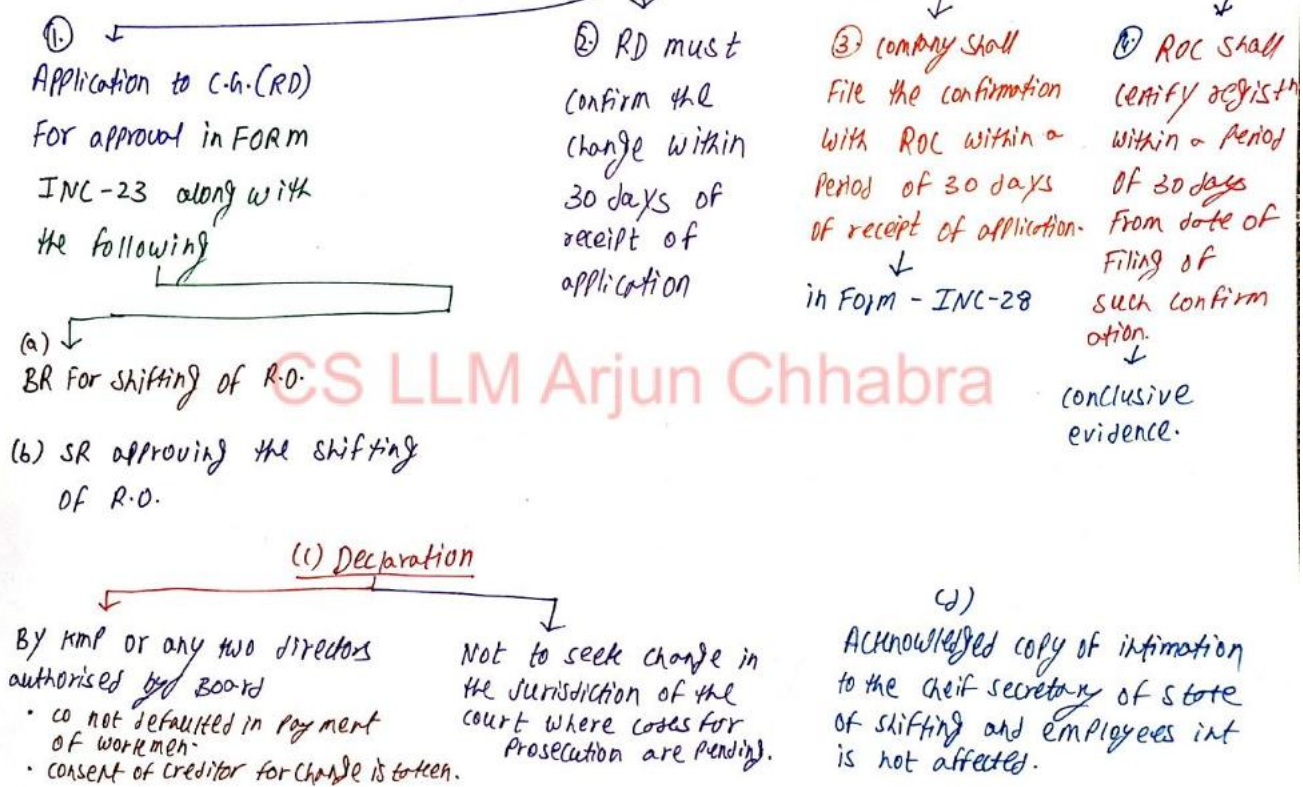 ①
Application to C.G.(RD)
For approval in FORM
INC-23 along with
the following
(a)
BR For shifting of R.O.
(b) SR approving the shifting
OF R.O.
(c) Declaration
By KMP or any two directors
authorised by Board
• co not defaulted in payment
of workmen.
• consent of creditor for change is taken.
Not to seek change in
the jurisdiction of the
court where cases for
Prosecution are pending.
(d)
Acknowledged copy of intimation
to the cheif secretary of state
of shifting and employees int
is not affected.
② RD must
confirm the
change within
30 days of
receipt of
application
③ company shall
File the confirmation
with ROC within a
Period of 30 days
of receipt of application.
in Form - INC-28
④ ROC shall
certify registh
within a Period
of 30 days
From date of
Filing of
such confirm
ation.
conclusive
evidence.
CS LLM Arjun Chhabra